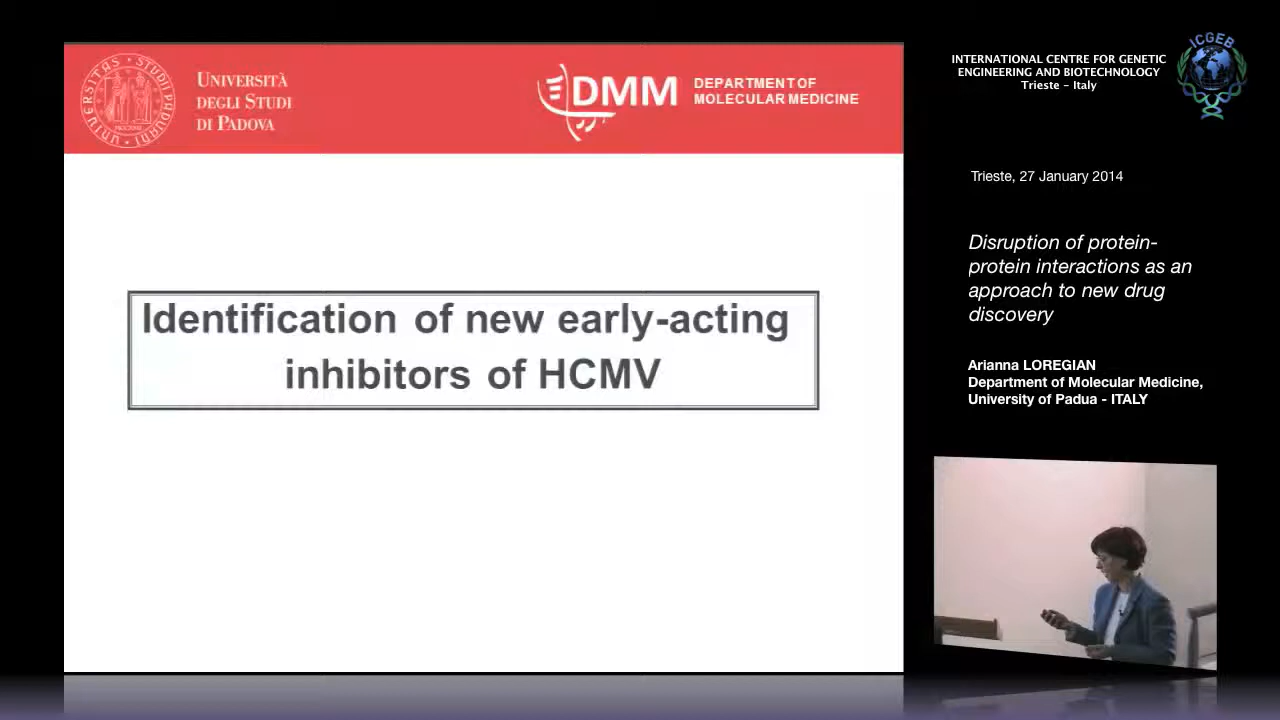 UNIVERSITÀ
DEGLI STUDI
DI PADOVA
DMM
DEPARTMENT OF
MOLECULAR MEDICINE
Identification of new early-acting
inhibitors of HCMV
ICGEB
INTERNATIONAL CENTRE FOR GENETIC
ENGINEERING AND BIOTECHNOLOGY
Trieste - Italy
Trieste, 27 January 2014
Disruption of protein-
protein interactions as an
approach to new drug
discovery
Arianna LOREGIAN
Department of Molecular Medicine,
University of Padua - ITALY